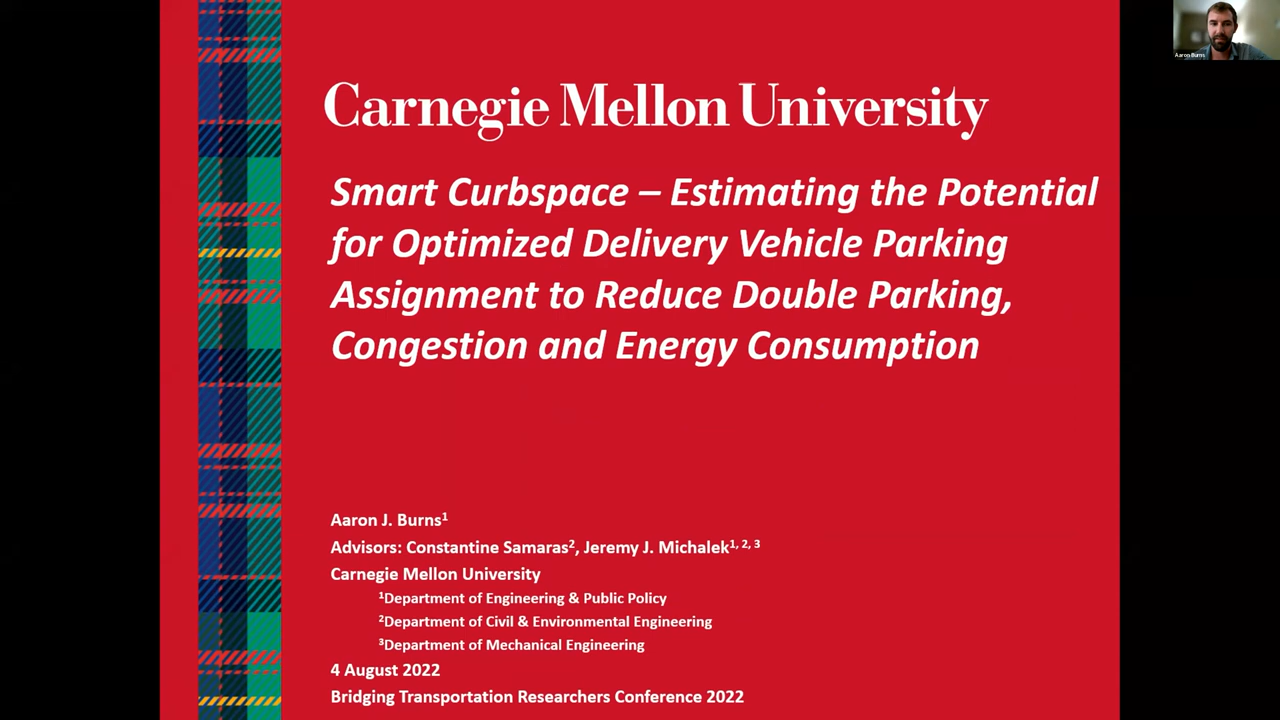 Carnegie Mellon University
Smart Curbspace – Estimating the Potential
for Optimized Delivery Vehicle Parking
Assignment to Reduce Double Parking,
Congestion and Energy Consumption
Aaron J. Burns¹
Advisors: Constantine Samaras², Jeremy J. Michalek¹,²,³
Carnegie Mellon University
¹Department of Engineering & Public Policy
²Department of Civil & Environmental Engineering
³Department of Mechanical Engineering
4 August 2022
Bridging Transportation Researchers Conference 2022
Aaron Burns